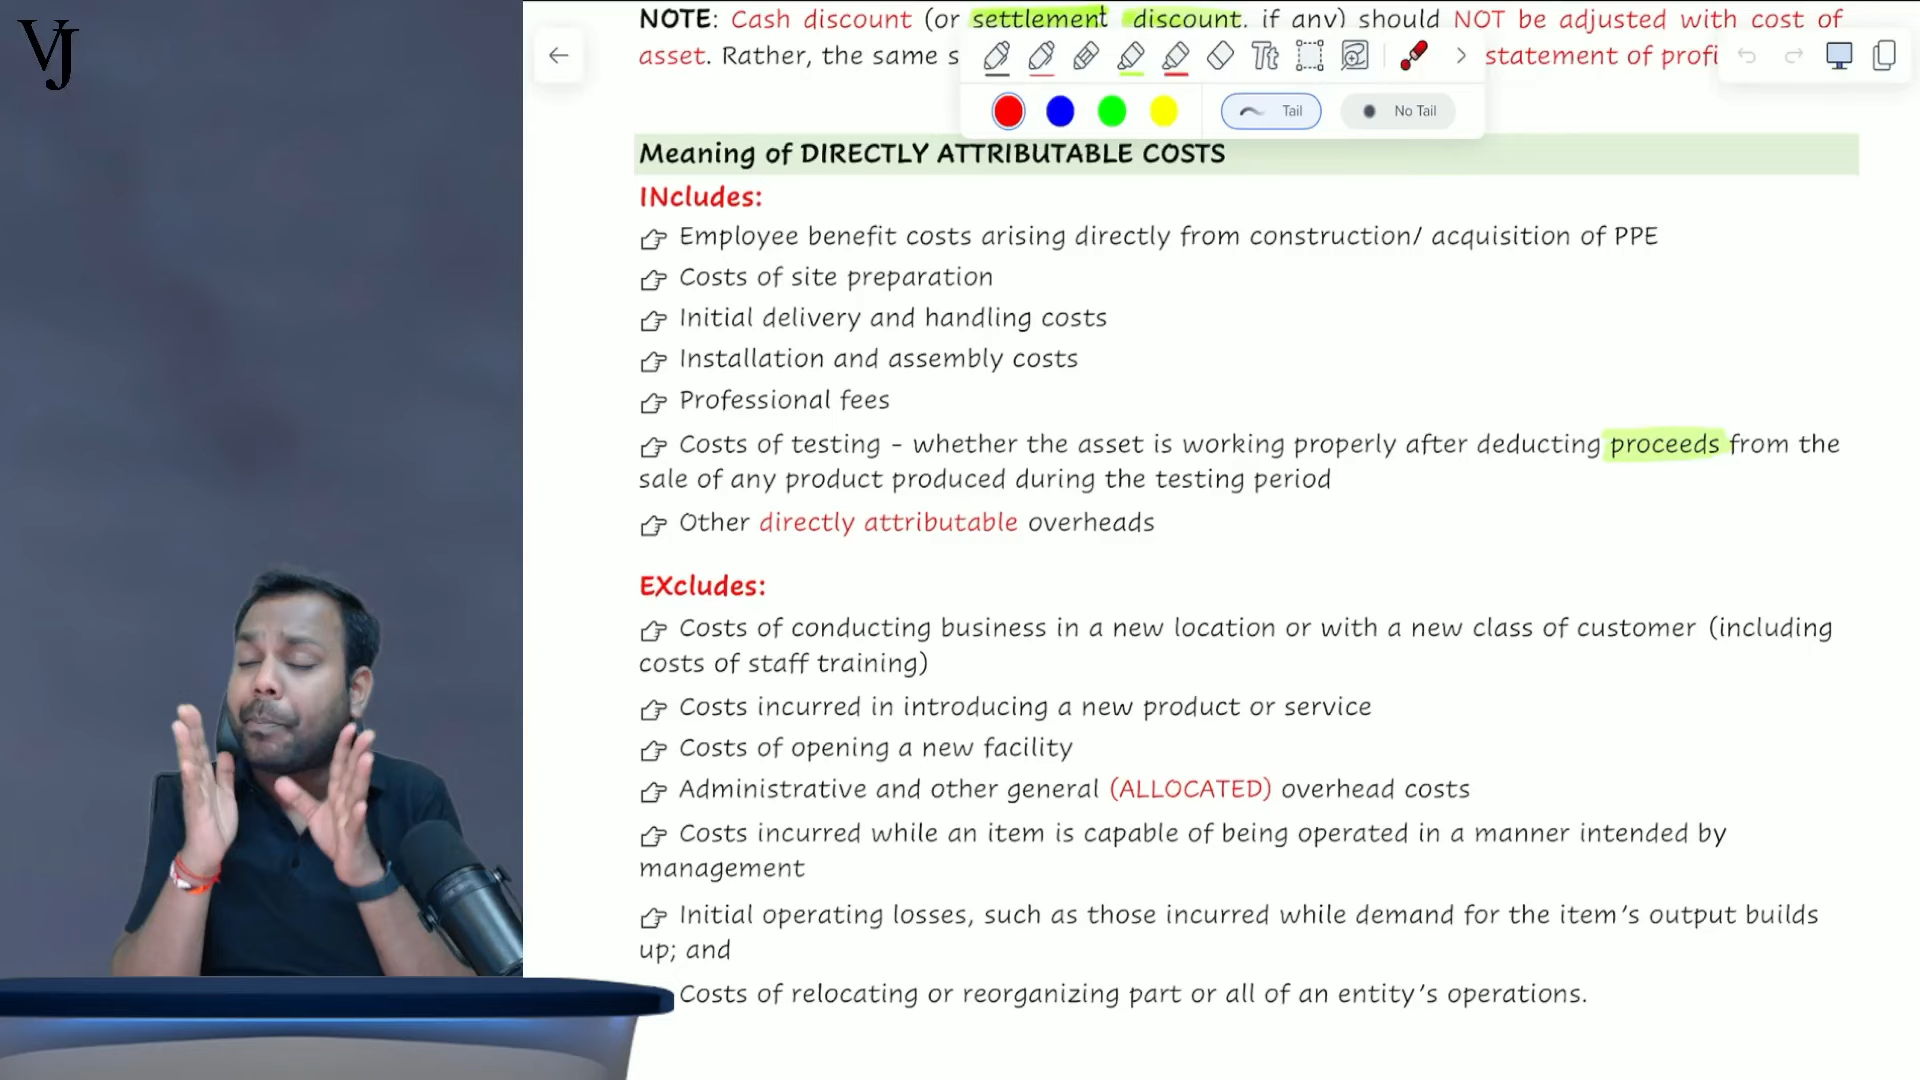 VJ
NOTE: Cash discount (or settlement discount. if any) should NOT be adjusted with cost of
asset. Rather, the same s
statement of profi
Tt
Tail
No Tail
Meaning of DIRECTLY ATTRIBUTABLE COSTS
INcludes:
Employee benefit costs arising directly from construction/ acquisition of PPE
Costs of site preparation
Initial delivery and handling costs
Installation and assembly costs
Professional fees
Costs of testing - whether the asset is working properly after deducting proceeds from the
sale of any product produced during the testing period
Other directly attributable overheads
EXcludes:
Costs of conducting business in a new location or with a new class of customer (including
costs of staff training)
Costs incurred in introducing a new product or service
Costs of opening a new facility
Administrative and other general (ALLOCATED) overhead costs
Costs incurred while an item is capable of being operated in a manner intended by
management
Initial operating losses, such as those incurred while demand for the item's output builds
up; and
Costs of relocating or reorganizing part or all of an entity's operations.